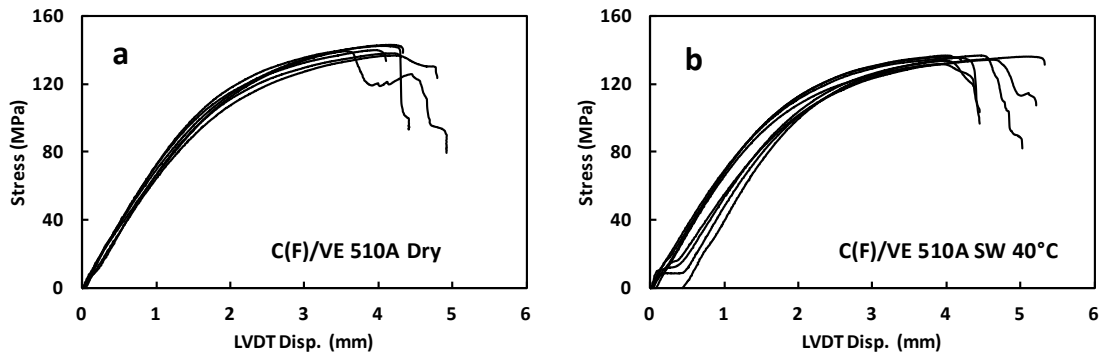 a
160
120
80
40
0
Stress (MPa)
C(F)/VE 510A Dry
0 1 2 3 4 5 6
LVDT Disp. (mm)
b
160
120
80
40
0
Stress (MPa)
C(F)/VE 510A SW 40°C
0 1 2 3 4 5 6
LVDT Disp. (mm)